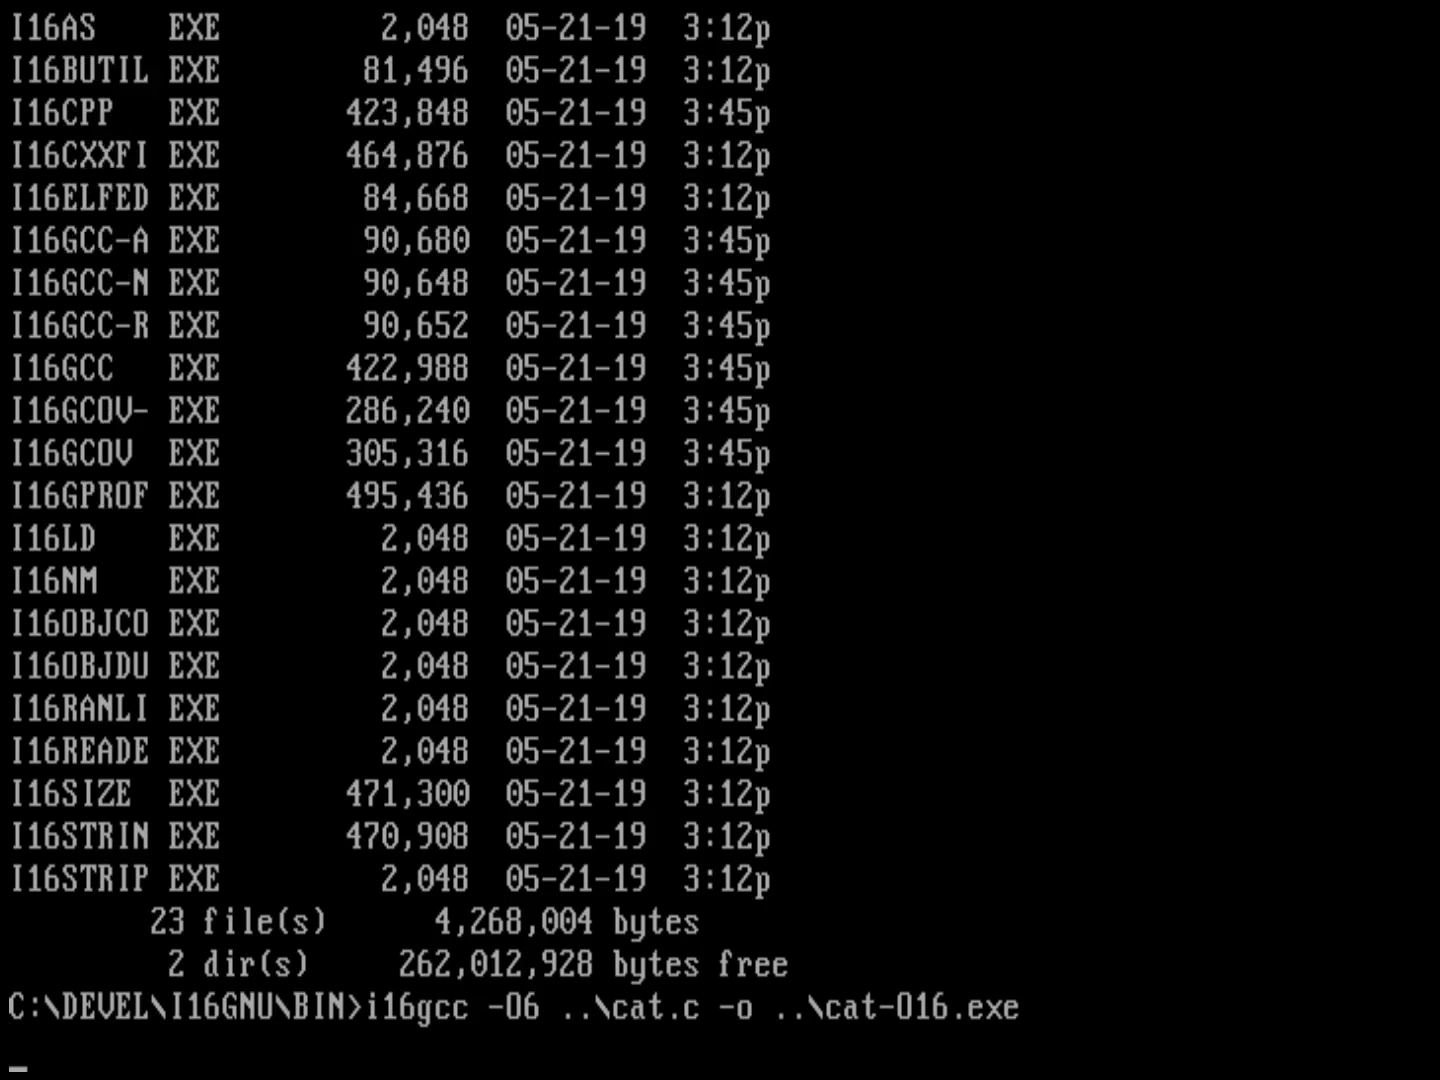 I16AS    EXE         2,048  05-21-19  3:12p
I16BUTIL EXE        81,496  05-21-19  3:12p
I16CPP   EXE       423,848  05-21-19  3:45p
I16CXXFI EXE       464,876  05-21-19  3:12p
I16ELFED EXE        84,668  05-21-19  3:12p
I16GCC-A EXE        90,680  05-21-19  3:45p
I16GCC-N EXE        90,648  05-21-19  3:45p
I16GCC-R EXE        90,652  05-21-19  3:45p
I16GCC   EXE       422,988  05-21-19  3:45p
I16GCOV- EXE       286,240  05-21-19  3:45p
I16GCOV  EXE       305,316  05-21-19  3:45p
I16GPROF EXE       495,436  05-21-19  3:12p
I16LD    EXE         2,048  05-21-19  3:12p
I16NM    EXE         2,048  05-21-19  3:12p
I16OBJCO EXE         2,048  05-21-19  3:12p
I16OBJDU EXE         2,048  05-21-19  3:12p
I16RANLI EXE         2,048  05-21-19  3:12p
I16READE EXE         2,048  05-21-19  3:12p
I16SIZE  EXE       471,300  05-21-19  3:12p
I16STRIN EXE       470,908  05-21-19  3:12p
I16STRIP EXE         2,048  05-21-19  3:12p
        23 file(s)      4,268,004 bytes
         2 dir(s)     262,012,928 bytes free
C:\DEVEL\I16GNU\BIN>i16gcc -O6 ..\cat.c -o ..\cat-O16.exe